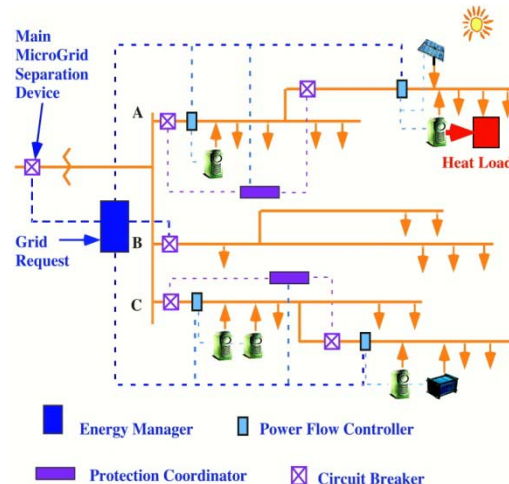 Main
MicroGrid
Separation
Device
A
Heat Load
Grid
Request
B
C
Energy Manager
Power Flow Controller
Protection Coordinator
Circuit Breaker